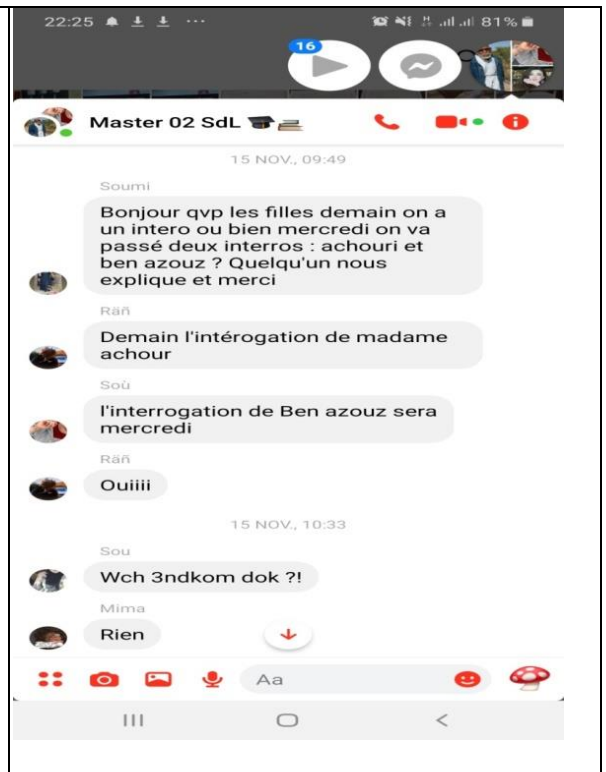 22:25 81%
16
Master 02 SdL 🎓📚
15 NOV., 09:49
Soumi
Bonjour qvp les filles demain on a
un intero ou bien mercredi on va
passé deux interros : achouri et
ben azouz ? Quelqu'un nous
explique et merci
Räñ
Demain l'intérogation de madame
achour
Soù
l'interrogation de Ben azouz sera
mercredi
Räñ
Ouiiii
15 NOV., 10:33
Sou
Wch 3ndkom dok ?!
Mima
Rien
Aa